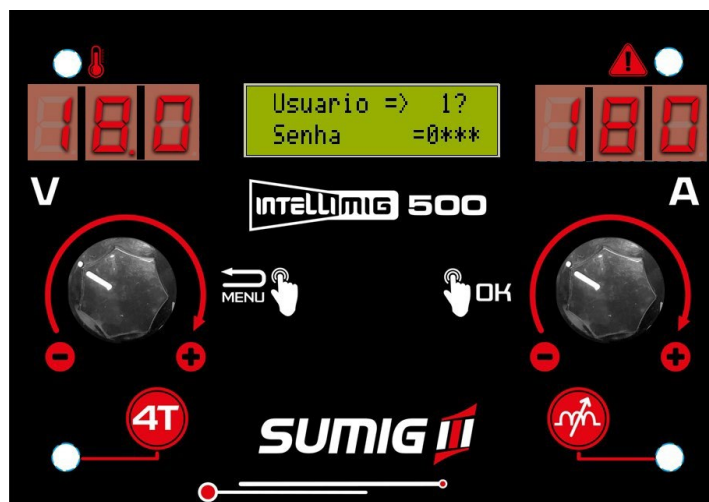 18.0
Usuario => 1?
Senha =0***
180
V
INTELLIMIG 500
A
MENU
OK
4T
SUMIG